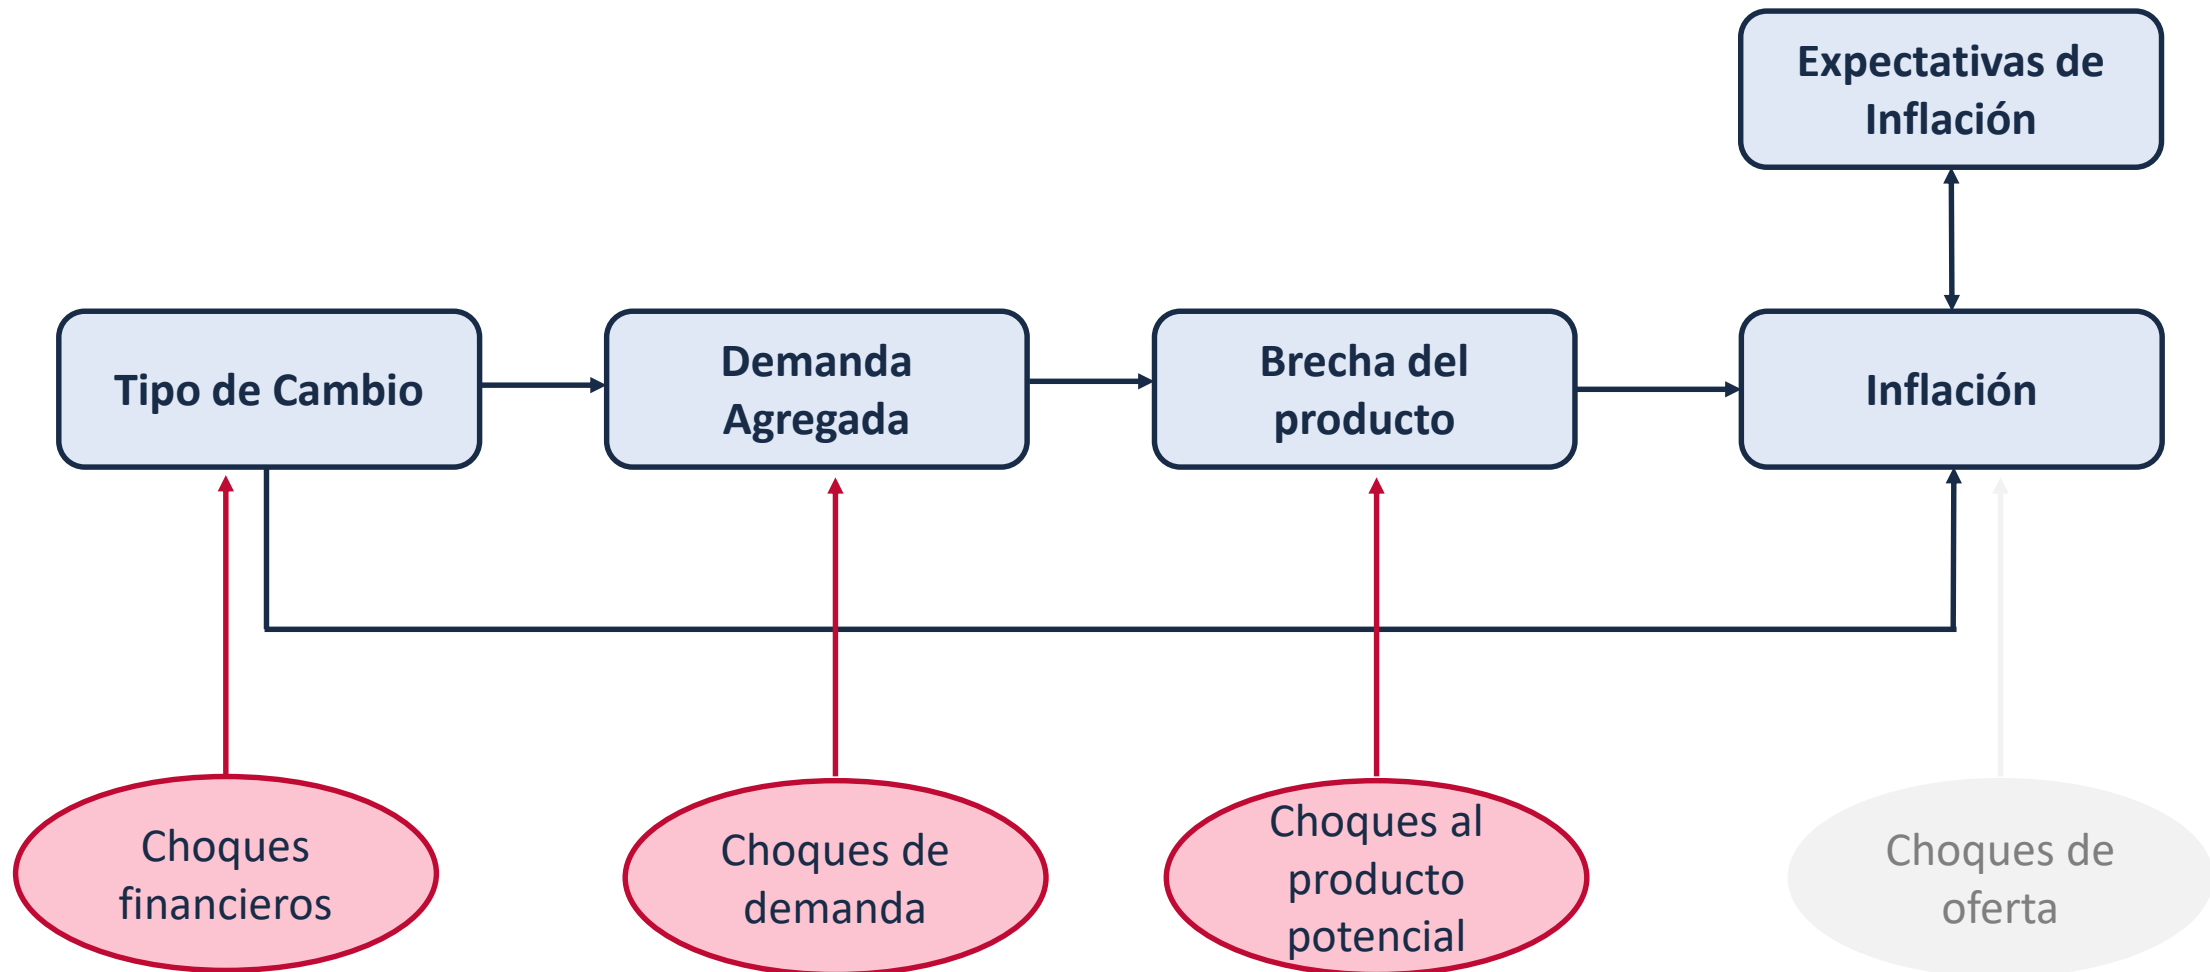 Expectativas de
Inflación
Tipo de Cambio
Demanda
Agregada
Brecha del
producto
Inflación
Choques
financieros
Choques de
demanda
Choques al
producto
potencial
Choques de
oferta